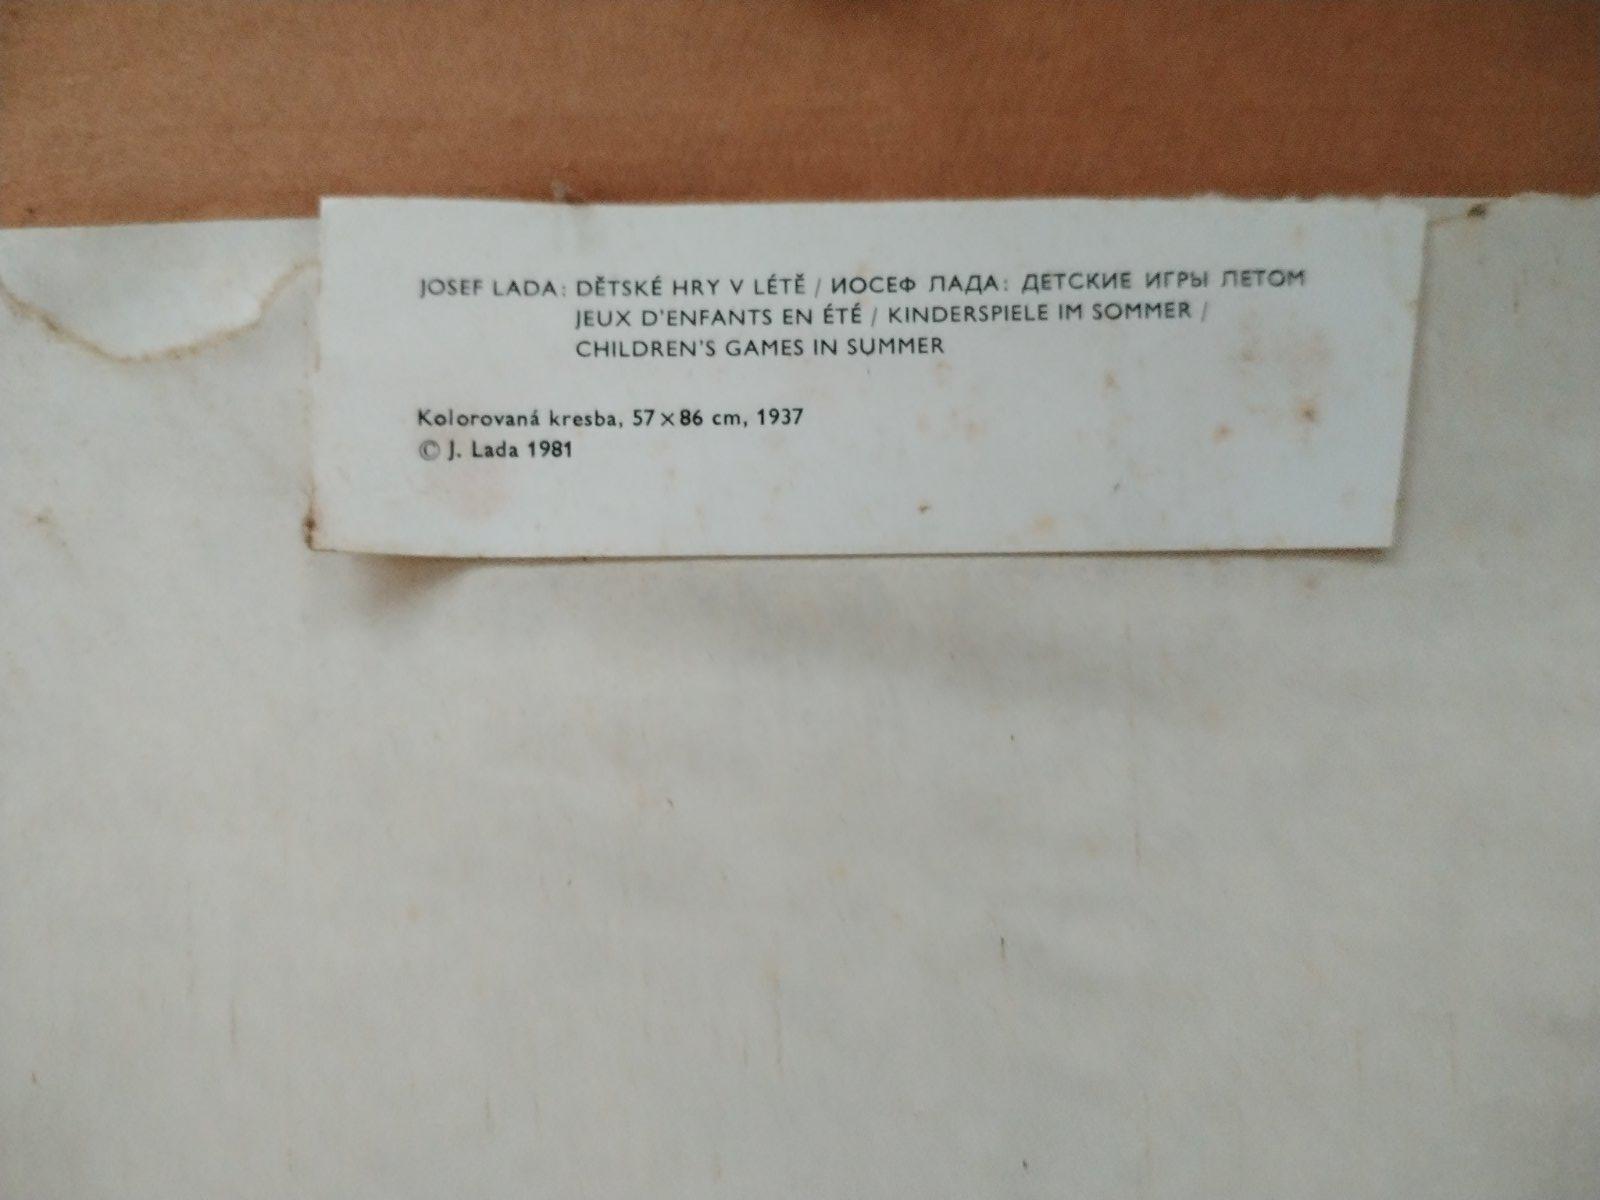 JOSEF LADA: DĚTSKÉ HRY V LÉTĚ / ИОСЕФ ЛАДА: ДЕТСКИЕ ИГРЫ ЛЕТОМ
JEUX D'ENFANTS EN ÉTÉ / KINDERSPIELE IM SOMMER /
CHILDREN'S GAMES IN SUMMER
Kolorovaná kresba, 57 × 86 cm, 1937
© J. Lada 1981